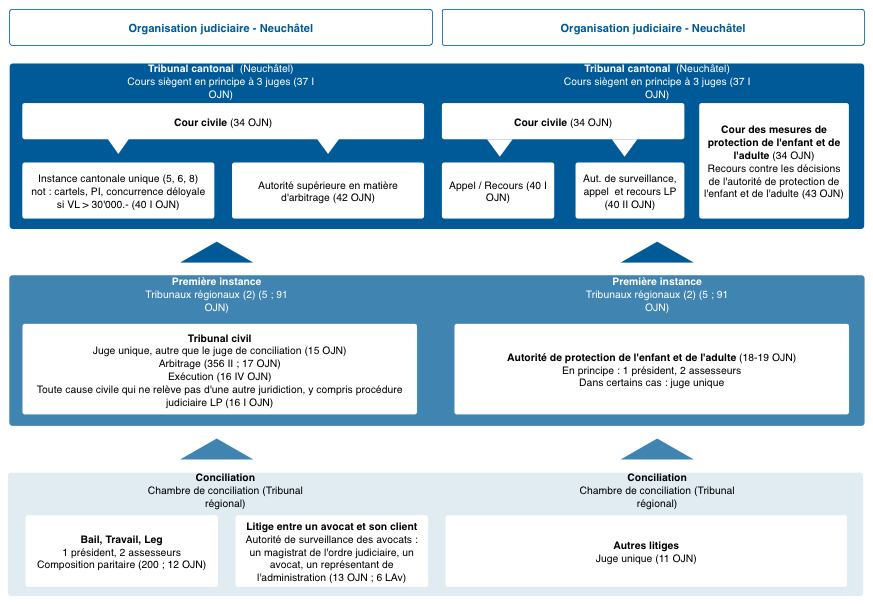 Organisation judiciaire - Neuchâtel
Organisation judiciaire - Neuchâtel
Tribunal cantonal (Neuchâtel)
Cours siègent en principe à 3 juges (37 I
OJN)
Cour civile (34 OJN)
Instance cantonale unique (5, 6, 8)
not : cartels, PI, concurrence déloyale
si VL > 30'000.- (40 I OJN)
Autorité supérieure en matière
d'arbitrage (42 OJN)
Tribunal cantonal (Neuchâtel)
Cours siègent en principe à 3 juges (37 I
OJN)
Cour civile (34 OJN)
Appel / Recours (40 I
OJN)
Aut. de surveillance,
appel et recours LP
(40 II OJN)
Cour des mesures de
protection de l'enfant et de
l'adulte (34 OJN)
Recours contre les décisions
de l'autorité de protection de
l'enfant et de l'adulte (43 OJN)
Première instance
Tribunaux régionaux (2) (5 ; 91
OJN)
Tribunal civil
Juge unique, autre que le juge de conciliation (15 OJN)
Arbitrage (356 II ; 17 OJN)
Exécution (16 IV OJN)
Toute cause civile qui ne relève pas d'une autre juridiction, y compris procédure
judiciaire LP (16 I OJN)
Première instance
Tribunaux régionaux (2) (5 ; 91
OJN)
Autorité de protection de l'enfant et de l'adulte (18-19 OJN)
En principe : 1 président, 2 assesseurs
Dans certains cas : juge unique
Conciliation
Chambre de conciliation (Tribunal
régional)
Bail, Travail, Leg
1 président, 2 assesseurs
Composition paritaire (200 ; 12 OJN)
Litige entre un avocat et son client
Autorité de surveillance des avocats :
un magistrat de l'ordre judiciaire, un
avocat, un représentant de
l'administration (13 OJN ; 6 LAv)
Conciliation
Chambre de conciliation (Tribunal
régional)
Autres litiges
Juge unique (11 OJN)